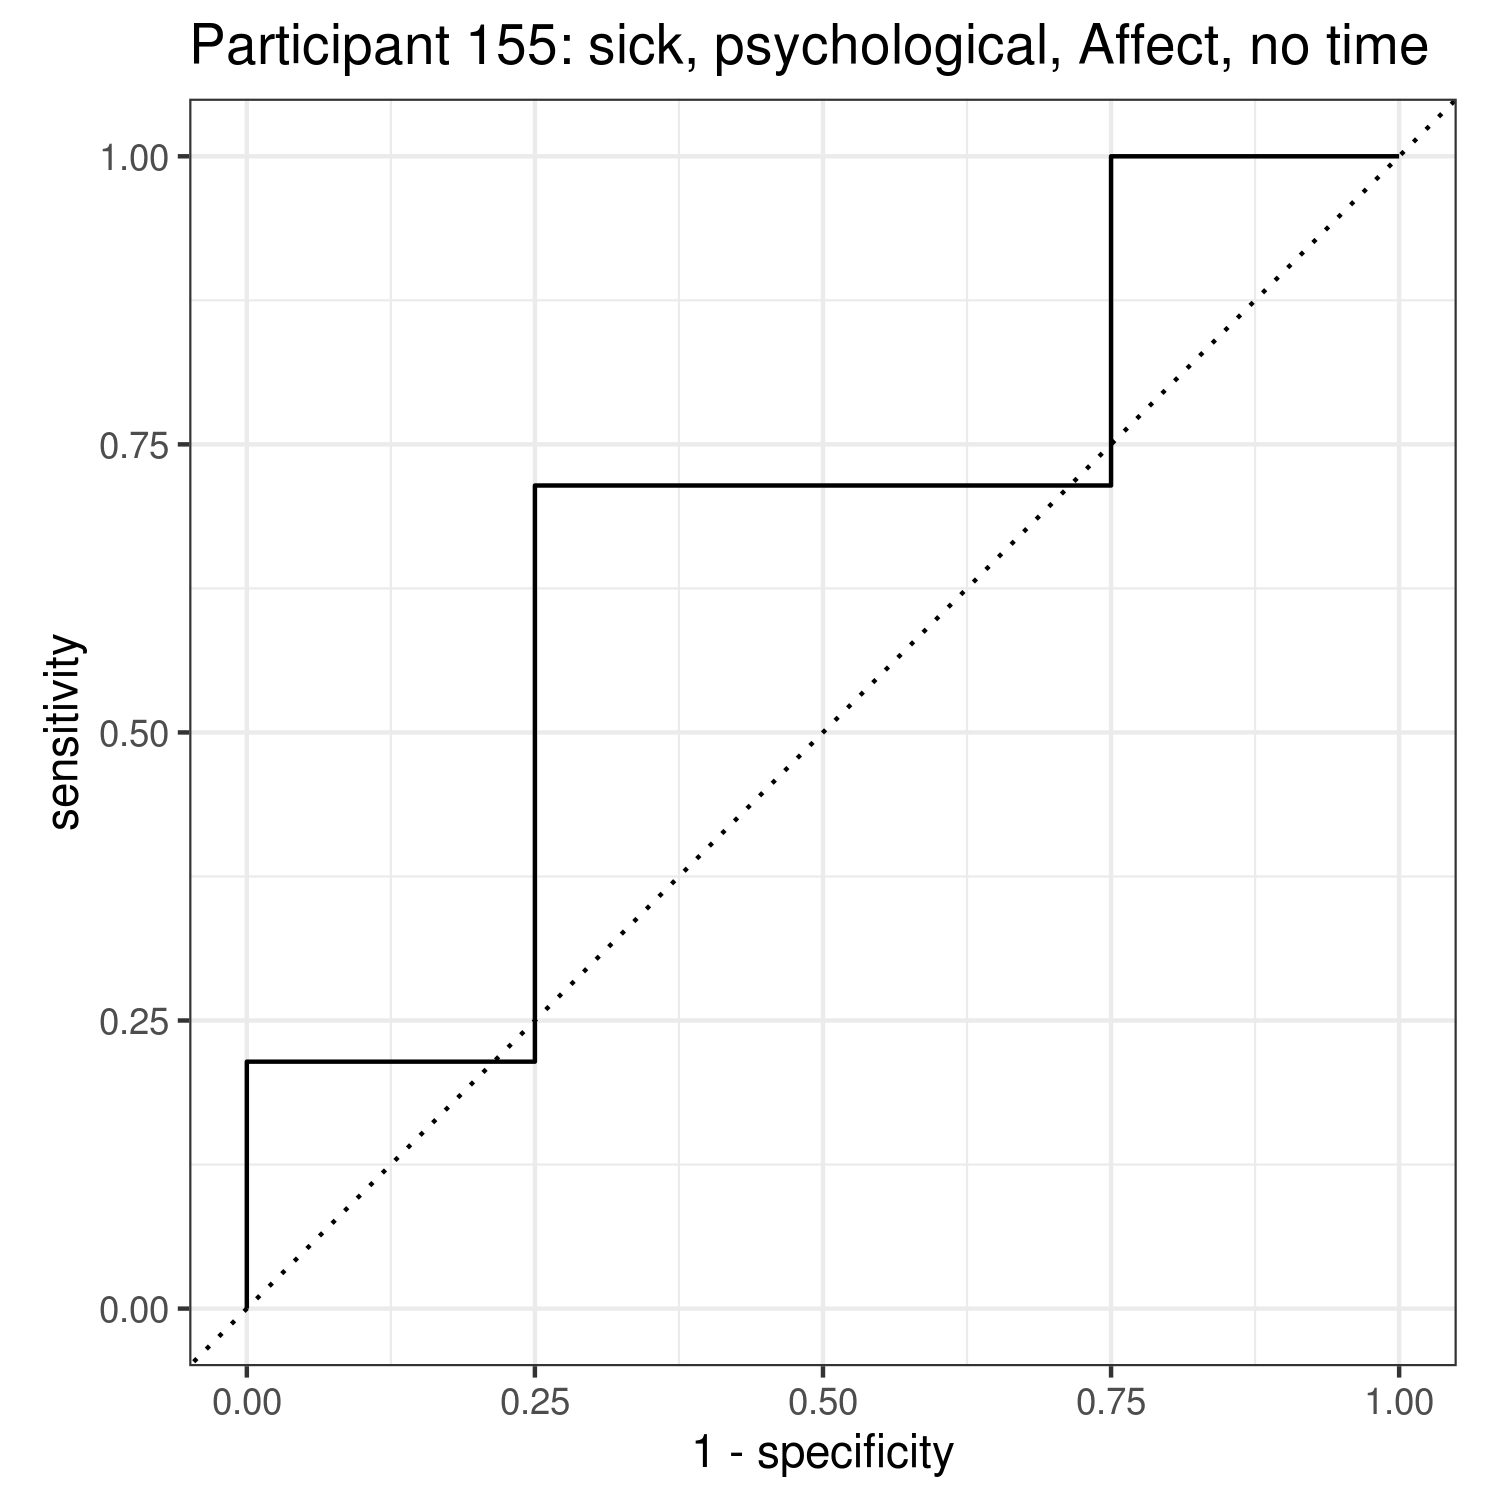 Participant 155: sick, psychological, Affect, no time
1.00
0.75
0.50
0.25
0.00
sensitivity
0.00 0.25 0.50 0.75 1.00
1 - specificity